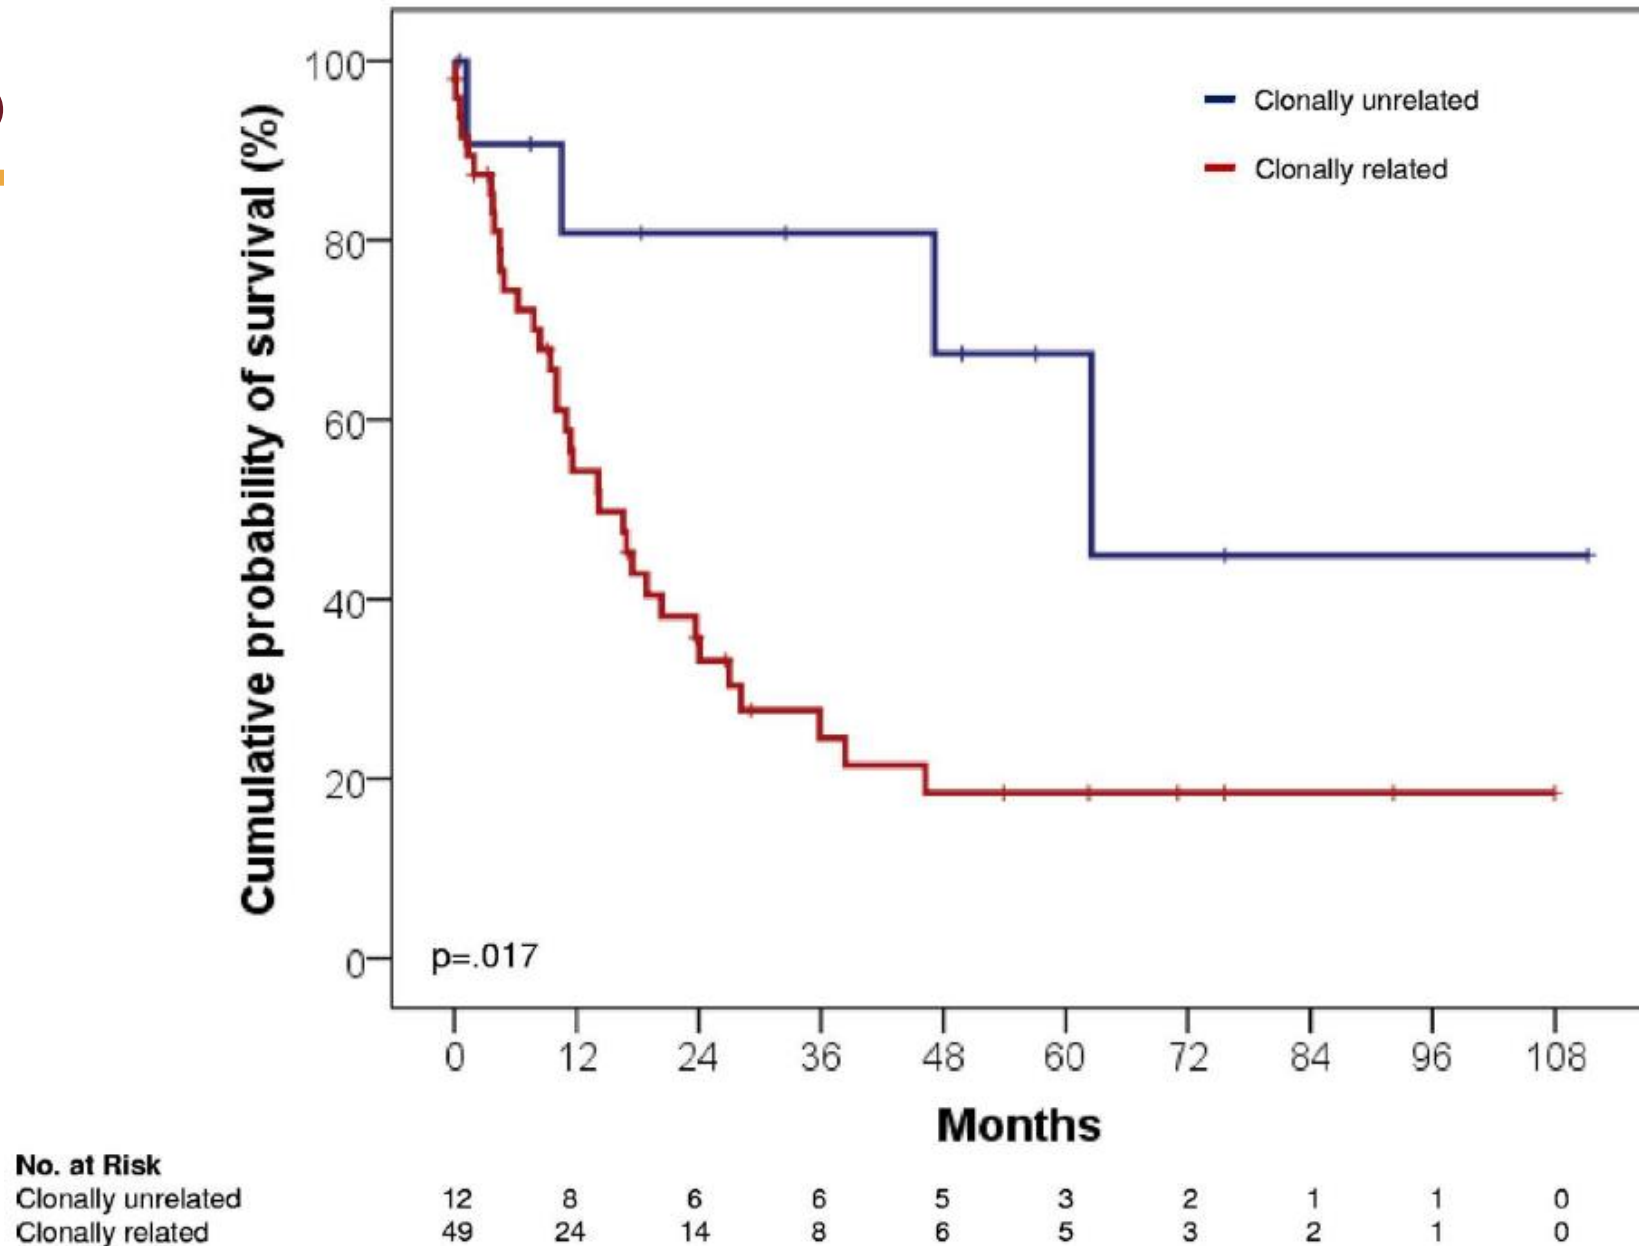 Cumulative probability of survival (%)
100
80
60
40
20
0
Clonally unrelated
Clonally related
p=.017
0 12 24 36 48 60 72 84 96 108
Months
No. at Risk
Clonally unrelated 12 8 6 6 5 3 2 1 1 0
Clonally related 49 24 14 8 6 5 3 2 1 0